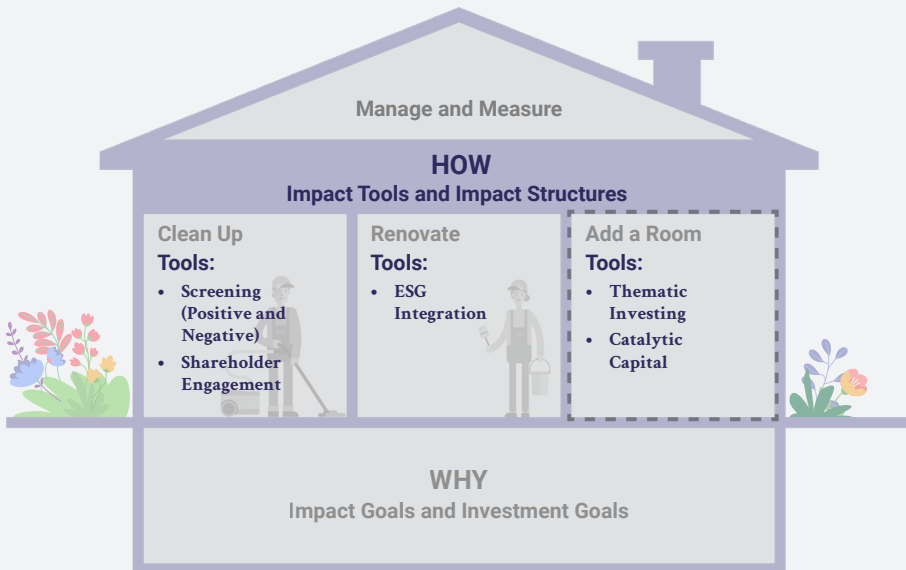 Manage and Measure
HOW
Impact Tools and Impact Structures
Clean Up
Tools:
• Screening
(Positive and
Negative)
• Shareholder
Engagement
Renovate
Tools:
• ESG
Integration
Add a Room
Tools:
• Thematic
Investing
• Catalytic
Capital
WHY
Impact Goals and Investment Goals